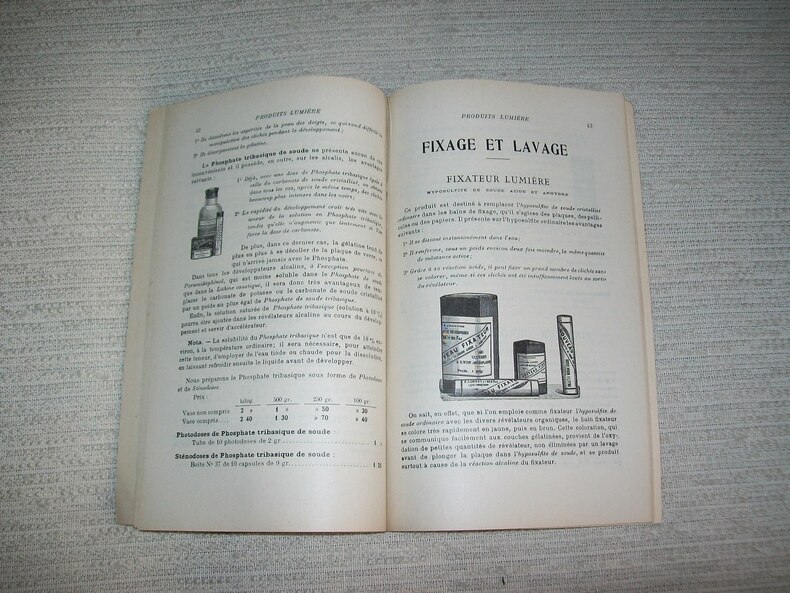 42
PRODUITS LUMIÈRE
1º Ils dissolvent les aspérités de la peau des doigts, ce qui rend difficile la
manipulation des clichés pendant le développement;
2º Ils désorganisent la gélatine.
Le Phosphate tribasique de soude ne présente aucun de ces
inconvénients et il possède, en outre, sur les alcalis, les avantages
suivants :
1º Déjà, avec une dose de Phosphate tribasique égale à
celle du carbonate de soude cristallisé, on obtient
dans tous les cas, après le même temps, des clichés
beaucoup plus intenses dans les noirs;
2º La rapidité du développement croît très vite avec la
teneur de la solution en Phosphate tribasique,
tandis qu'elle n'augmente que lentement si l'on
force la dose de carbonate.
De plus, dans ce dernier cas, la gélatine tend de
plus en plus à se décoller de la plaque de verre, ce
qui n'arrive jamais avec le Phosphate.
Dans tous les développateurs alcalins, à l'exception pourtant du
Paramidophénol, qui est moins soluble dans le Phosphate de soude
que dans la Lithine caustique, il sera donc très avantageux de rem-
placer le carbonate de potasse ou le carbonate de soude cristallisé
par un poids au plus égal de Phosphate de soude tribasique.
Enfin, la solution saturée de Phosphate tribasique (solution à 18 %)
pourra être ajoutée dans les révélateurs alcalins au cours du dévelop-
pement et servir d'accélérateur.
Nota. — La solubilité du Phosphate tribasique n'est que de 18 %, en-
viron, à la température ordinaire; il sera nécessaire, pour atteindre
cette teneur, d'employer de l'eau tiède ou chaude pour la dissolution,
en laissant refroidir ensuite le liquide avant de développer.
Nous préparons le Phosphate tribasique sous forme de Photodoses
et de Sténodoses.
Prix :
kilog. 500 gr. 250 gr. 100 gr.
Vase non compris 2 » 1 » » 50 » 30
Vase compris 2 40 1 30 » 70 » 40
Photodoses de Phosphate tribasique de soude :
Tube de 10 photodoses de 2 gr.
Sténodoses de Phosphate tribasique de soude :
Boîte Nº 37 de 10 capsules de 9 gr. 1 25
PRODUITS LUMIÈRE
43
FIXAGE ET LAVAGE
FIXATEUR LUMIÈRE
HYPOSULFITE DE SOUDE ACIDE ET ANHYDRE
Ce produit est destiné à remplacer l'hyposulfite de soude cristallisé
ordinaire dans les bains de fixage, qu'il s'agisse des plaques, des pelli-
cules ou des papiers. Il présente sur l'hyposulfite ordinaire les avantages
suivants :
1º Il se dissout instantanément dans l'eau.
2º Il renferme, sous un poids environ deux fois moindre, la même quantité
de substance active;
3º Grâce à sa réaction acide, il peut fixer un grand nombre de clichés sans
se colorer, même si ces clichés ont été insuffisamment lavés au sortir
du révélateur.
FIXATEUR
On sait, en effet, que si l'on emploie comme fixateur l'hyposulfite de
soude ordinaire avec les divers révélateurs organiques, le bain fixateur
se colore très rapidement en jaune, puis en brun. Cette coloration, qui
se communique facilement aux couches gélatinées, provient de l'oxy-
dation de petites quantités de révélateur, non éliminées par un lavage
avant de plonger la plaque dans l'hyposulfite de soude, et se produit
surtout à cause de la réaction alcaline du fixateur.